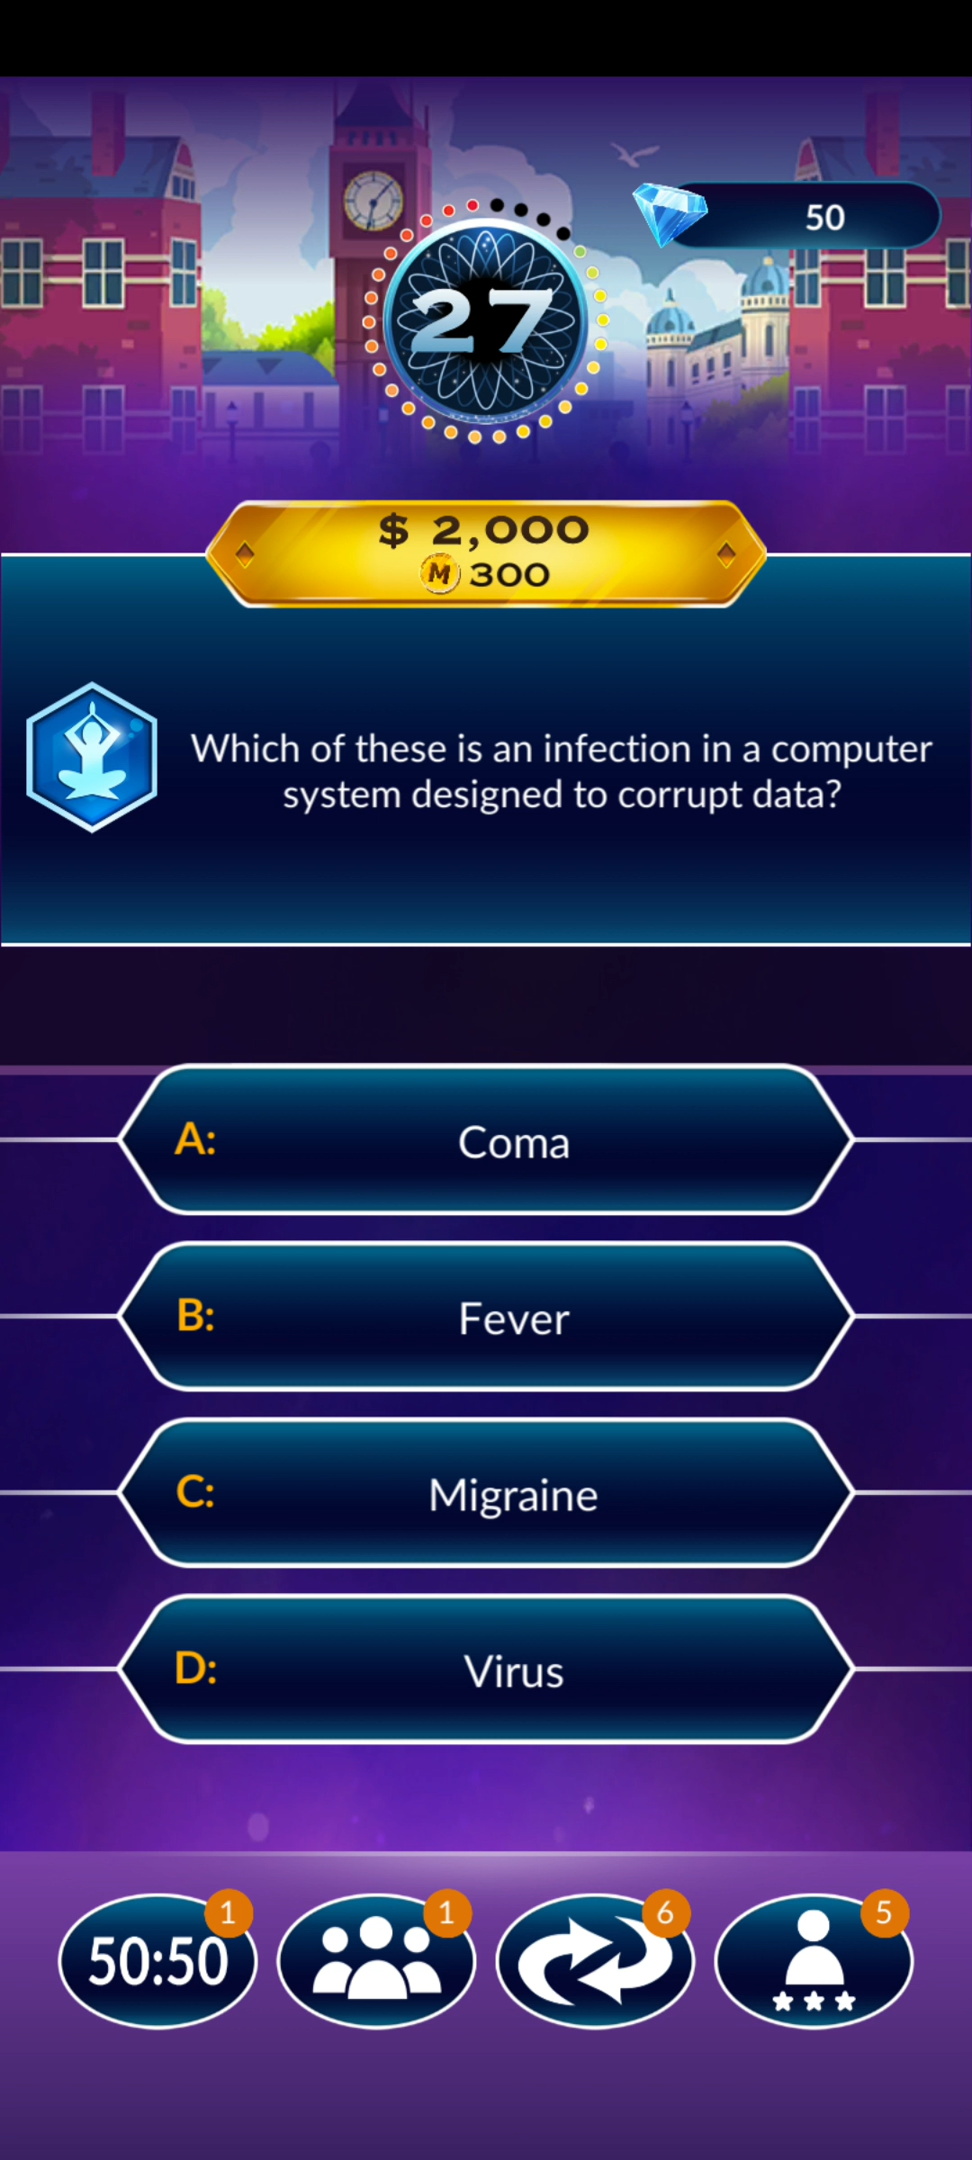 50
27
$ 2,000
M 300
Which of these is an infection in a computer
system designed to corrupt data?
A: Coma
B: Fever
C: Migraine
D: Virus
1 1 6 5
50:50